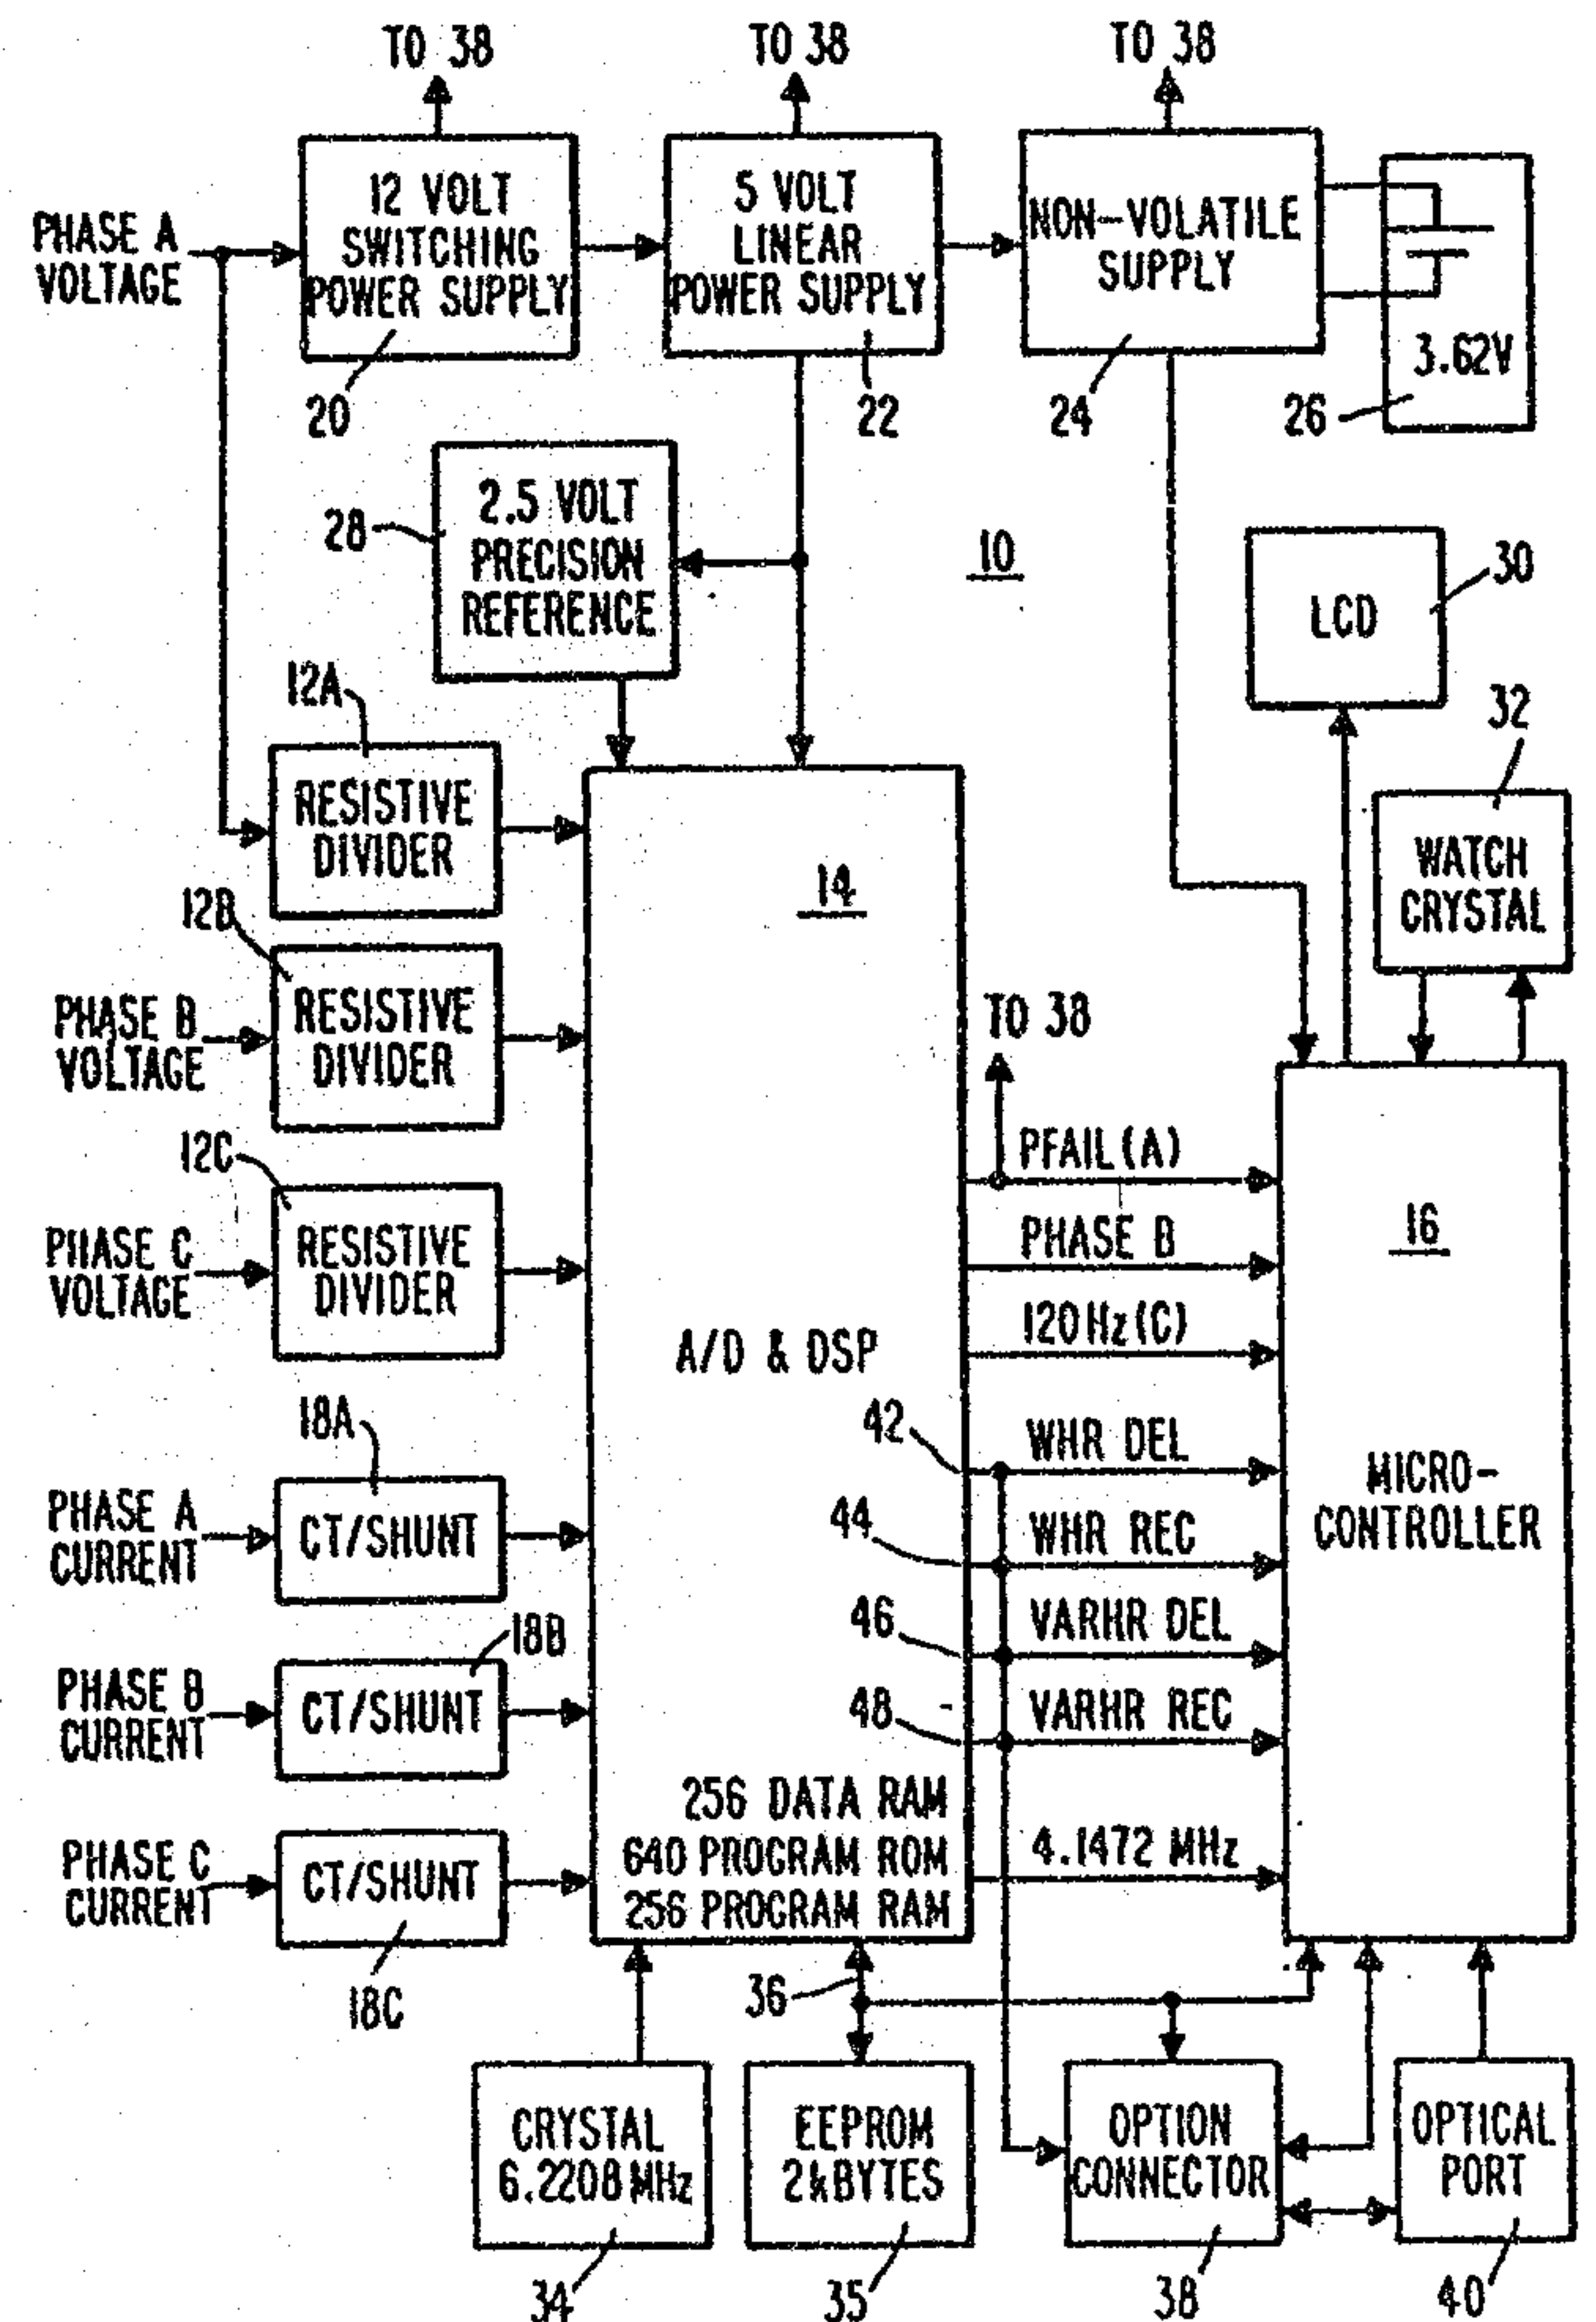 TO 38
TO 38
TO 38
PHASE A
VOLTAGE
12 VOLT
SWITCHING
POWER SUPPLY
20
5 VOLT
LINEAR
POWER SUPPLY
22
NON-VOLATILE
SUPPLY
24
3.62V
26
28
2.5 VOLT
PRECISION
REFERENCE
10
LCD
30
32
WATCH
CRYSTAL
12A
RESISTIVE
DIVIDER
12B
PHASE B
VOLTAGE
RESISTIVE
DIVIDER
12C
PHASE C
VOLTAGE
RESISTIVE
DIVIDER
14
A/D & DSP
TO 38
PFAIL(A)
PHASE B
120Hz(C)
42
WHR DEL
44
WHR REC
46
VARHR DEL
48
VARHR REC
4.1472 MHz
16
MICRO-
CONTROLLER
18A
PHASE A
CURRENT
CT/SHUNT
18B
PHASE B
CURRENT
CT/SHUNT
PHASE C
CURRENT
CT/SHUNT
18C
256 DATA RAM
640 PROGRAM ROM
256 PROGRAM RAM
36
CRYSTAL
6.2208 MHz
34
EEPROM
2kBYTES
35
OPTION
CONNECTOR
38
OPTICAL
PORT
40